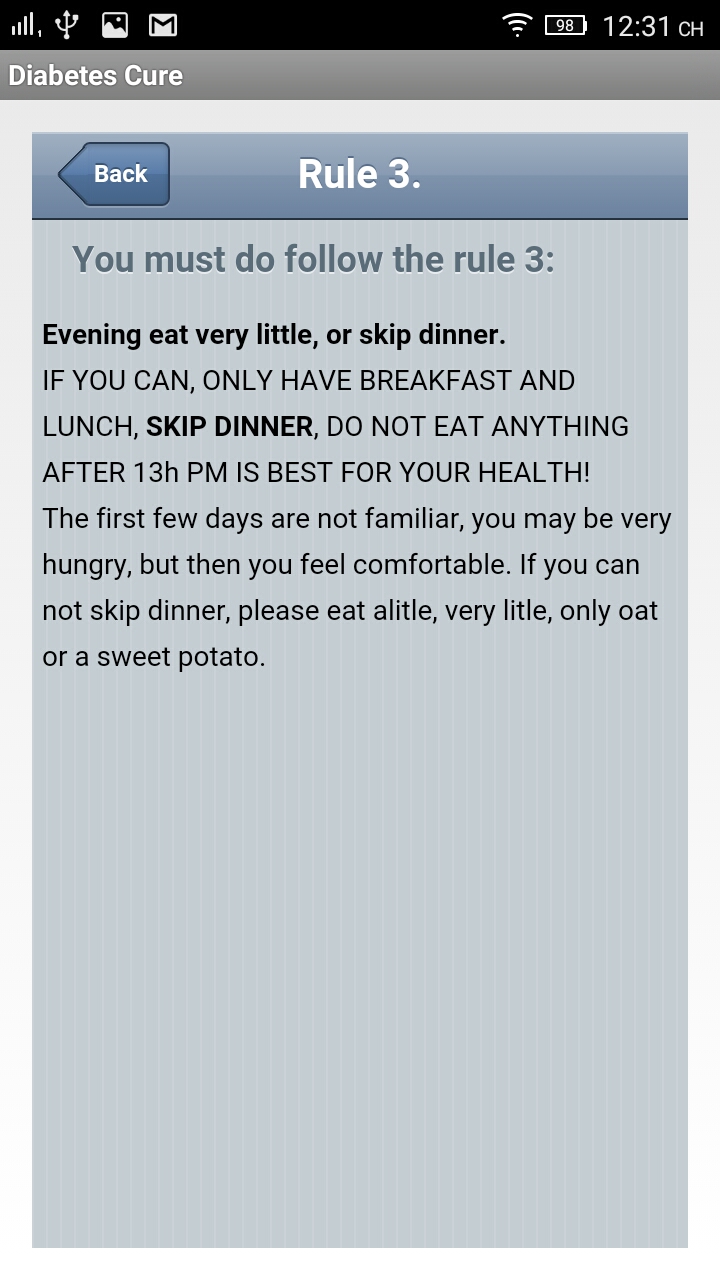 98 12:31 CH
Diabetes Cure
Back
Rule 3.
You must do follow the rule 3:
Evening eat very little, or skip dinner.
IF YOU CAN, ONLY HAVE BREAKFAST AND
LUNCH, SKIP DINNER, DO NOT EAT ANYTHING
AFTER 13h PM IS BEST FOR YOUR HEALTH!
The first few days are not familiar, you may be very
hungry, but then you feel comfortable. If you can
not skip dinner, please eat alitle, very litle, only oat
or a sweet potato.